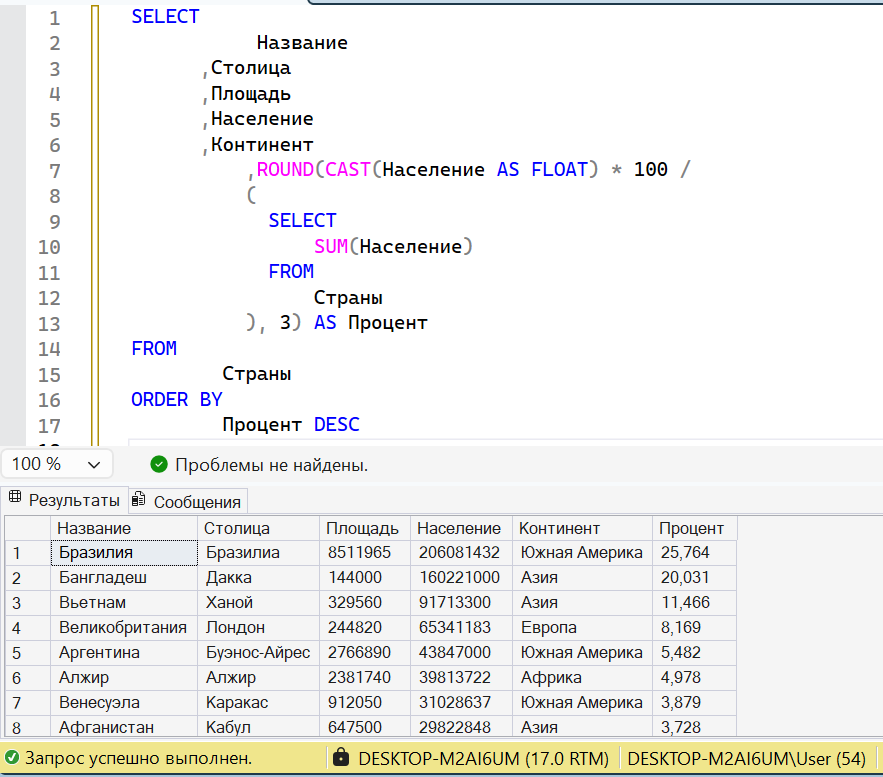 1 SELECT
2 Название
3 ,Столица
4 ,Площадь
5 ,Население
6 ,Континент
7 ,ROUND(CAST(Население AS FLOAT) * 100 /
8 (
9 SELECT
10 SUM(Население)
11 FROM
12 Страны
13 ), 3) AS Процент
14 FROM
15 Страны
16 ORDER BY
17 Процент DESC
100 % Проблемы не найдены.
Результаты Сообщения
Название Столица Площадь Население Континент Процент
1 Бразилия Бразилиа 8511965 206081432 Южная Америка 25,764
2 Бангладеш Дакка 144000 160221000 Азия 20,031
3 Вьетнам Ханой 329560 91713300 Азия 11,466
4 Великобритания Лондон 244820 65341183 Европа 8,169
5 Аргентина Буэнос-Айрес 2766890 43847000 Южная Америка 5,482
6 Алжир Алжир 2381740 39813722 Африка 4,978
7 Венесуэла Каракас 912050 31028637 Южная Америка 3,879
8 Афганистан Кабул 647500 29822848 Азия 3,728
Запрос успешно выполнен. DESKTOP-M2AI6UM (17.0 RTM) DESKTOP-M2AI6UM\User (54)